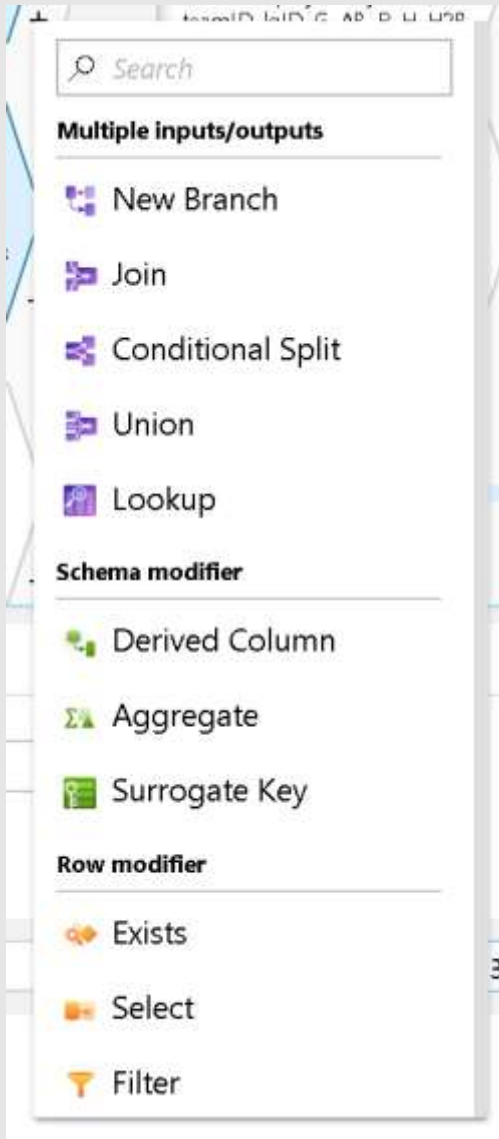 Search
Multiple inputs/outputs
New Branch
Join
Conditional Split
Union
Lookup
Schema modifier
Derived Column
Aggregate
Surrogate Key
Row modifier
Exists
Select
Filter